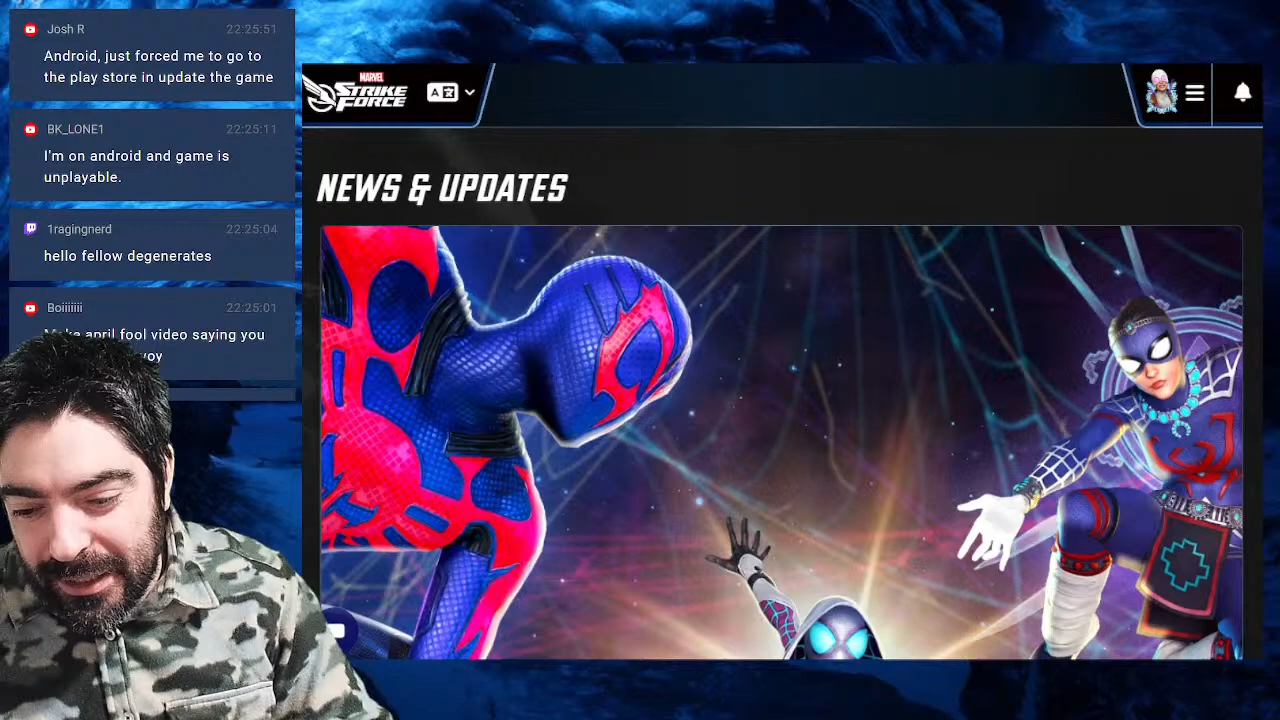 Josh R 22:25:51
Android, just forced me to go to
the play store in update the game
BK_LONE1 22:25:11
I'm on android and game is
unplayable.
1ragingnerd 22:25:04
hello fellow degenerates
Boiiiiiii 22:25:01
april fool video saying you
MARVEL
STRIKE
FORCE
A
NEWS & UPDATES